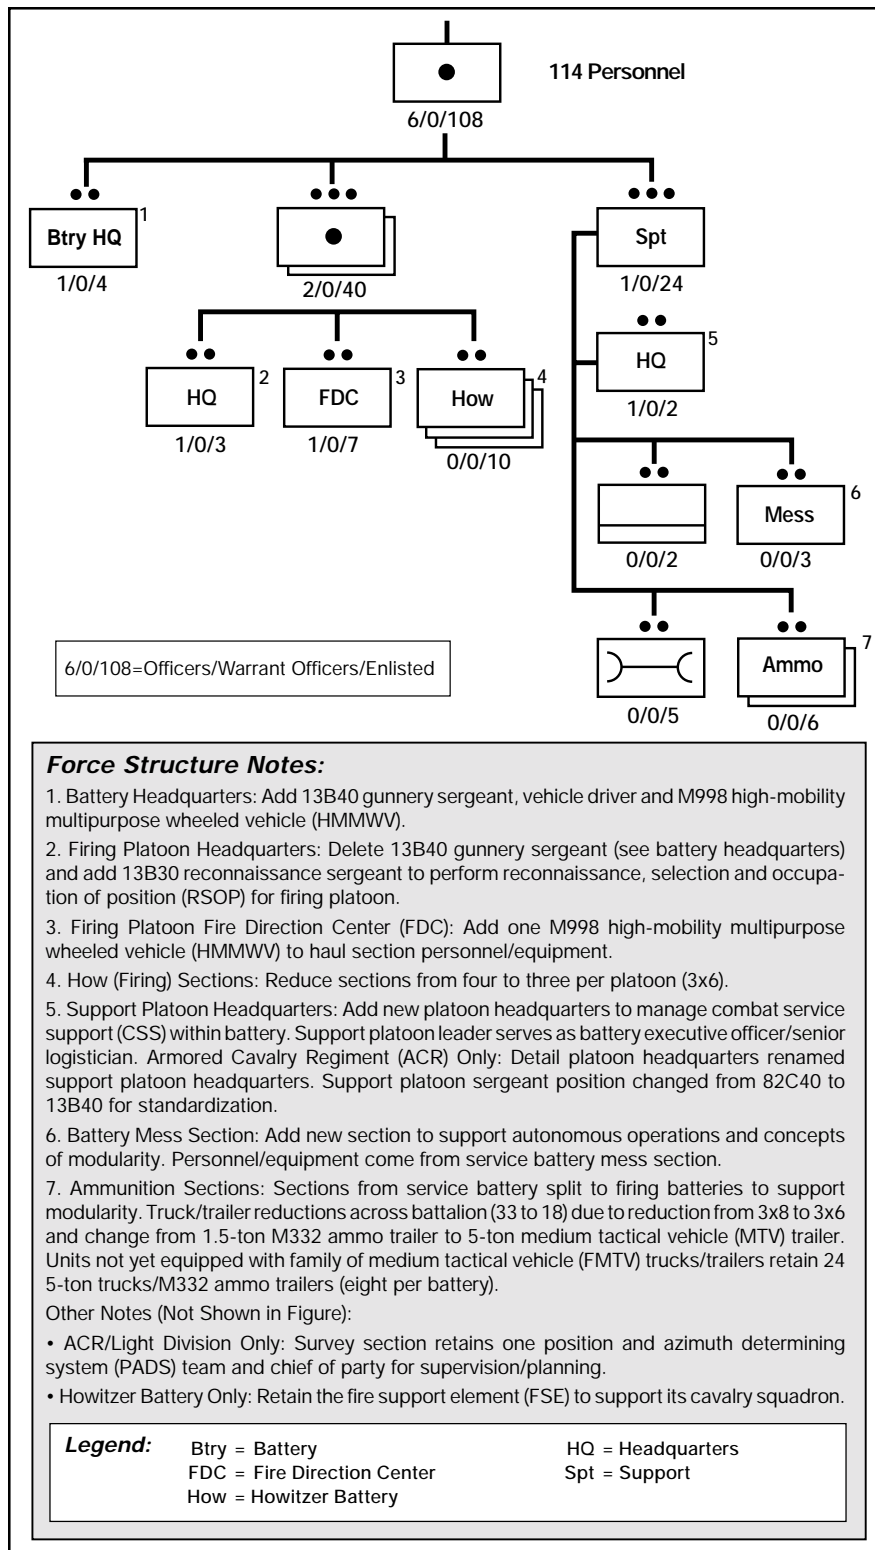 114 Personnel
6/0/108
Btry HQ
1
1/0/4
2/0/40
Spt
1/0/24
HQ
2
1/0/3
FDC
3
1/0/7
How
4
0/0/10
HQ
5
1/0/2
0/0/2
Mess
6
0/0/3
0/0/5
Ammo
7
0/0/6
6/0/108=Officers/Warrant Officers/Enlisted
Force Structure Notes:
1. Battery Headquarters: Add 13B40 gunnery sergeant, vehicle driver and M998 high-mobility
multipurpose wheeled vehicle (HMMWV).
2. Firing Platoon Headquarters: Delete 13B40 gunnery sergeant (see battery headquarters)
and add 13B30 reconnaissance sergeant to perform reconnaissance, selection and occupa-
tion of position (RSOP) for firing platoon.
3. Firing Platoon Fire Direction Center (FDC): Add one M998 high-mobility multipurpose
wheeled vehicle (HMMWV) to haul section personnel/equipment.
4. How (Firing) Sections: Reduce sections from four to three per platoon (3x6).
5. Support Platoon Headquarters: Add new platoon headquarters to manage combat service
support (CSS) within battery. Support platoon leader serves as battery executive officer/senior
logistician. Armored Cavalry Regiment (ACR) Only: Detail platoon headquarters renamed
support platoon headquarters. Support platoon sergeant position changed from 82C40 to
13B40 for standardization.
6. Battery Mess Section: Add new section to support autonomous operations and concepts
of modularity. Personnel/equipment come from service battery mess section.
7. Ammunition Sections: Sections from service battery split to firing batteries to support
modularity. Truck/trailer reductions across battalion (33 to 18) due to reduction from 3x8 to 3x6
and change from 1.5-ton M332 ammo trailer to 5-ton medium tactical vehicle (MTV) trailer.
Units not yet equipped with family of medium tactical vehicle (FMTV) trucks/trailers retain 24
5-ton trucks/M332 ammo trailers (eight per battery).
Other Notes (Not Shown in Figure):
• ACR/Light Division Only: Survey section retains one position and azimuth determining
system (PADS) team and chief of party for supervision/planning.
• Howitzer Battery Only: Retain the fire support element (FSE) to support its cavalry squadron.
Legend:
Btry = Battery
FDC = Fire Direction Center
How = Howitzer Battery
HQ = Headquarters
Spt = Support